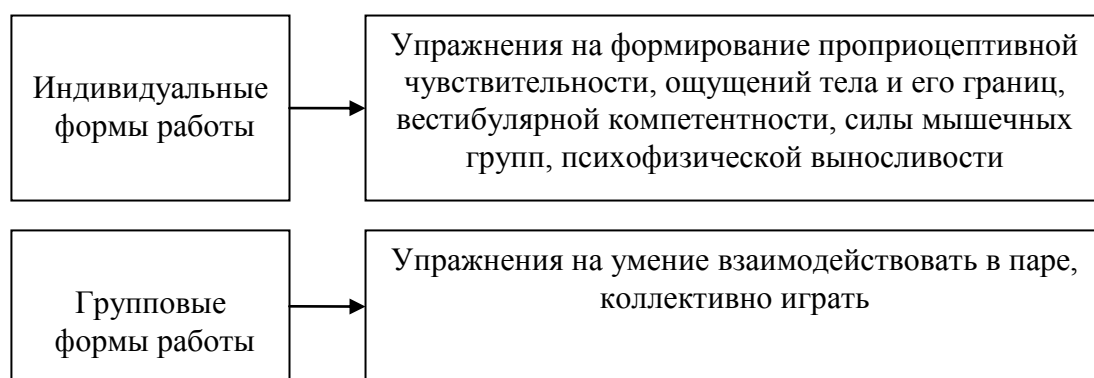 Индивидуальные
формы работы
Упражнения на формирование проприоцептивной
чувствительности, ощущений тела и его границ,
вестибулярной компетентности, силы мышечных
групп, психофизической выносливости
Групповые
формы работы
Упражнения на умение взаимодействовать в паре,
коллективно играть